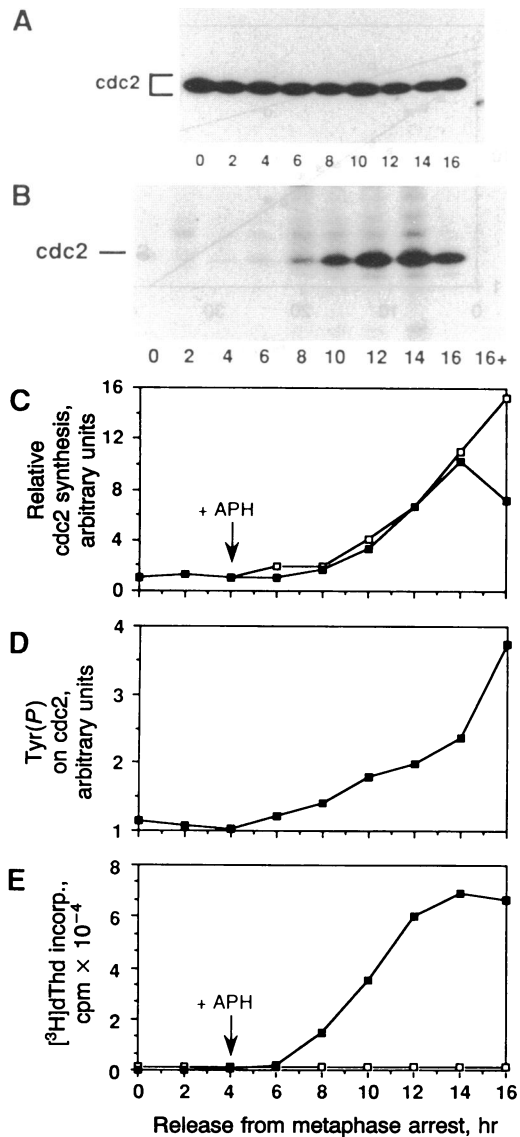 A
cdc2
0 2 4 6 8 10 12 14 16
B
cdc2
0 2 4 6 8 10 12 14 16 16+
C
Relative
cdc2 synthesis,
arbitrary units
16
12
8
4
0
+ APH
D
Tyr(P)
on cdc2,
arbitrary units
4
3
2
1
E
[³H]dThd incorp.,
cpm × 10⁻⁴
8
6
4
2
0
+ APH
0 2 4 6 8 10 12 14 16
Release from metaphase arrest, hr